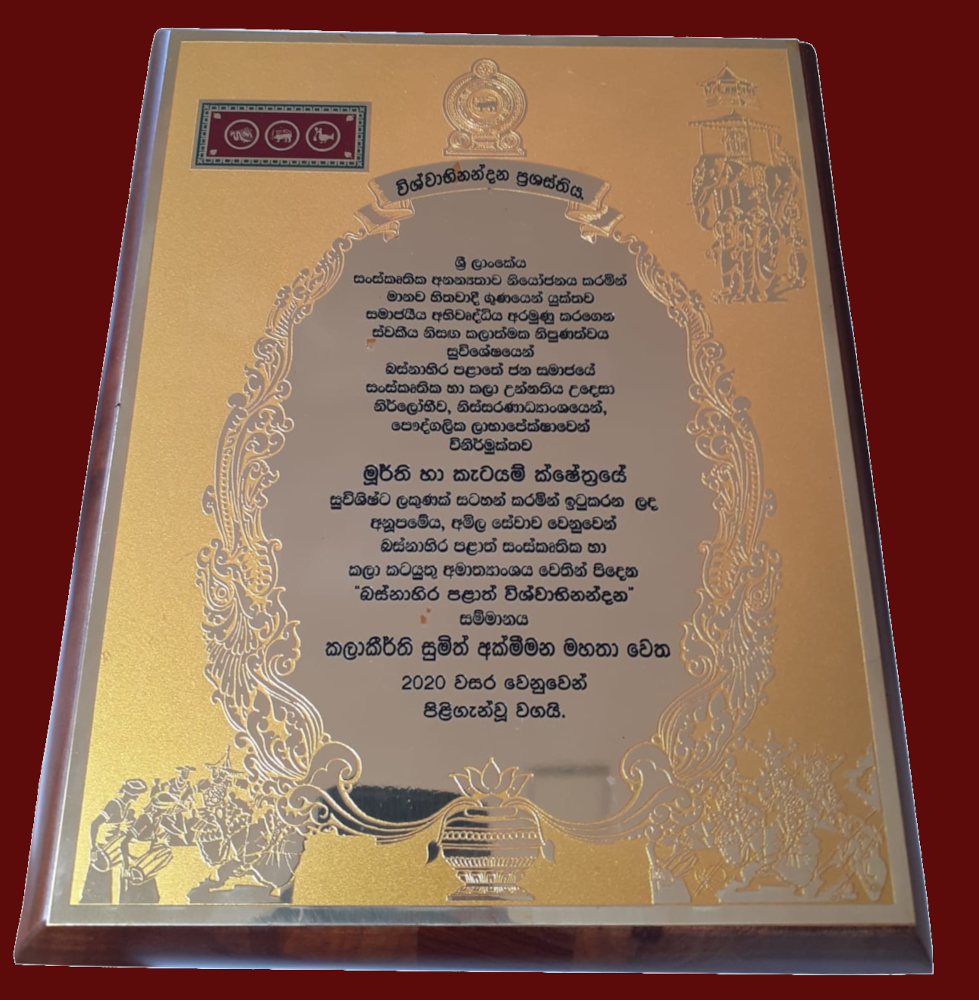 විශ්වාභිනන්දන ප්‍රශස්තිය.
ශ්‍රී ලාංකේය
සංස්කෘතික අනන්‍යතාව නියෝජනය කරමින්
මානව හිතවාදී ගුණයෙන් යුක්තව
සමාජයීය අභිවෘද්ධිය අරමුණු කරගෙන
ස්වකීය නිසඟ කලාත්මක නිපුණත්වය
සුවිශේෂයෙන්
බස්නාහිර පළාතේ ජන සමාජයේ
සංස්කෘතික හා කලා උන්නතිය උදෙසා
නිර්ලෝභීව, නිස්සරණාධ්‍යාංශයෙන්,
පෞද්ගලික ලාභාපේක්ෂාවෙන්
විනිර්මුක්තව
මූර්ති හා කැටයම් ක්ෂේත්‍රයේ
සුවිශිෂ්ට ලකුණක් සටහන් කරමින් ඉටුකරන ලද
අනූපමේය, අමිල සේවාව වෙනුවෙන්
බස්නාහිර පළාත් සංස්කෘතික හා
කලා කටයුතු අමාත්‍යාංශය වෙතින් පිදෙන
"බස්නාහිර පළාත් විශ්වාභිනන්දන"
සම්මානය
කලාකීර්ති සුමිත් අක්මීමන මහතා වෙත
2020 වසර වෙනුවෙන්
පිළිගැන්වූ වගයි.